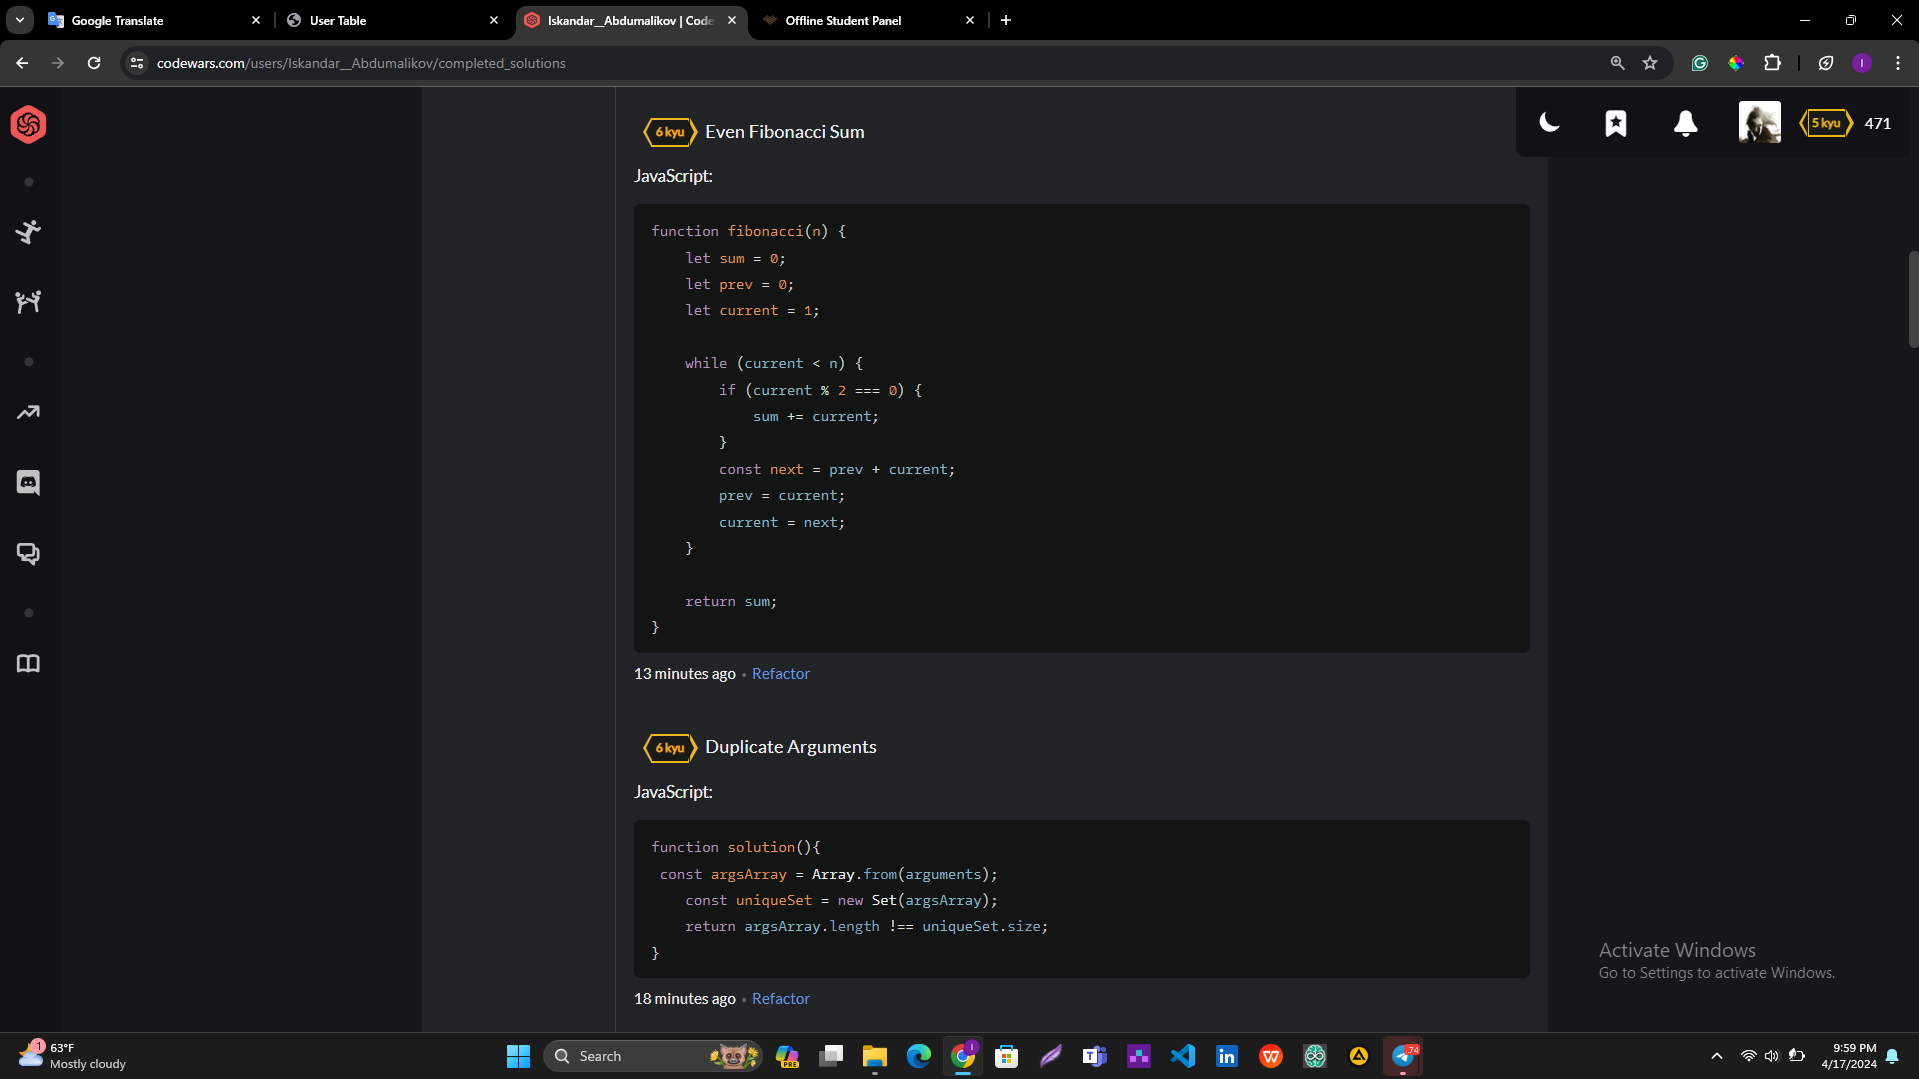 Google Translate
User Table
Iskandar__Abdumalikov | Code
Offline Student Panel
codewars.com/users/Iskandar__Abdumalikov/completed_solutions
I
5 kyu
471
6 kyu
Even Fibonacci Sum
JavaScript:
function fibonacci(n) {
    let sum = 0;
    let prev = 0;
    let current = 1;
    while (current < n) {
        if (current % 2 === 0) {
            sum += current;
        }
        const next = prev + current;
        prev = current;
        current = next;
    }
    return sum;
}
13 minutes ago • Refactor
6 kyu
Duplicate Arguments
JavaScript:
function solution(){
 const argsArray = Array.from(arguments);
    const uniqueSet = new Set(argsArray);
    return argsArray.length !== uniqueSet.size;
}
18 minutes ago • Refactor
Activate Windows
Go to Settings to activate Windows.
1
63°F
Mostly cloudy
Search
PRE
74
9:59 PM
4/17/2024